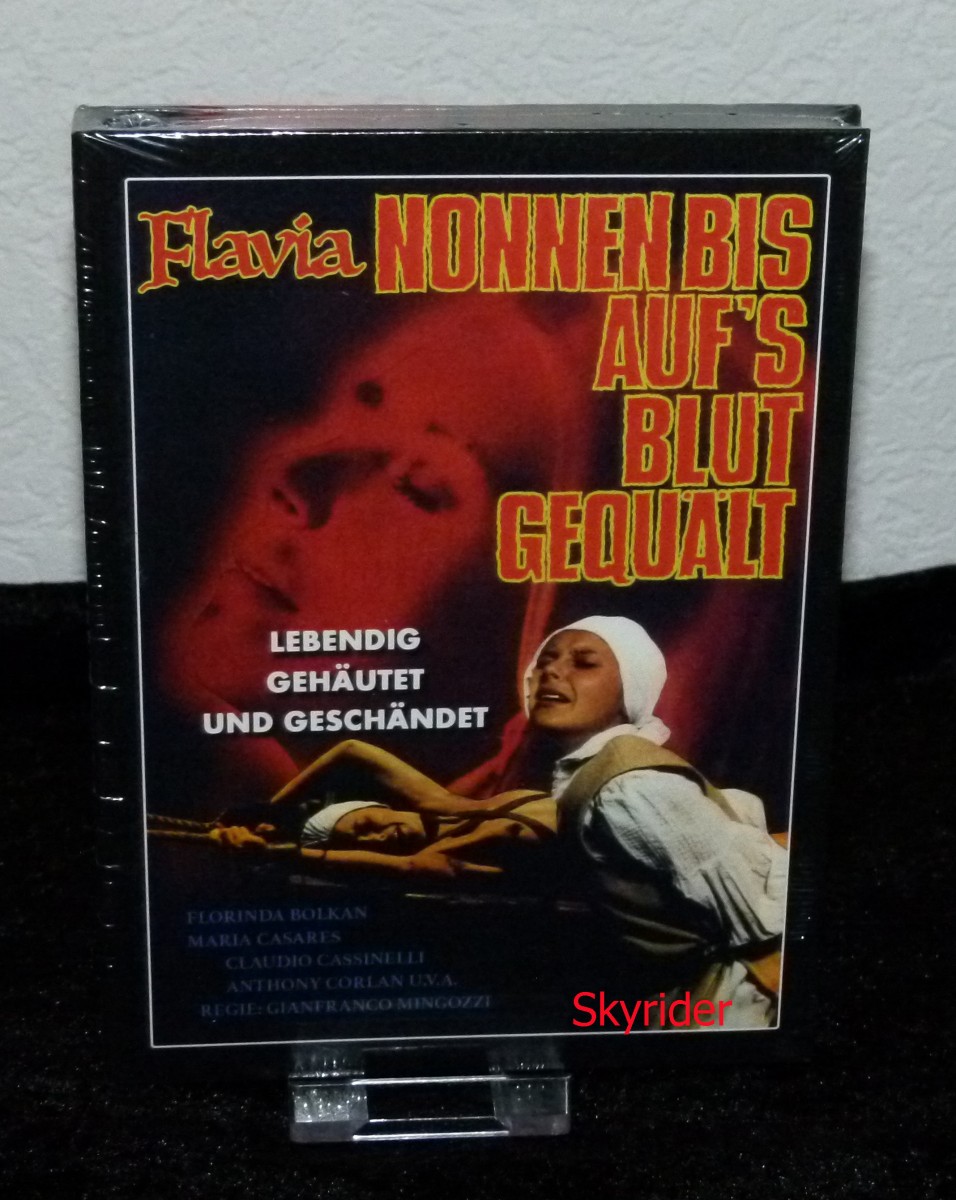 Flavia NONNEN BIS
AUF'S
BLUT
GEQUÄLT
LEBENDIG
GEHÄUTET
UND GESCHÄNDET
FLORINDA BOLKAN
MARIA CASARES
CLAUDIO CASSINELLI
ANTHONY CORLAN U.V.A.
REGIE: GIANFRANCO MINGOZZI
Skyrider